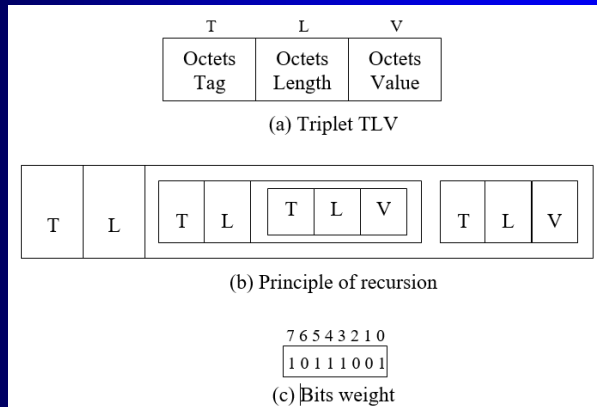 T L V
Octets Tag Octets Length Octets Value
(a) Triplet TLV
T L T L T L V T L V
(b) Principle of recursion
7 6 5 4 3 2 1 0
1 0 1 1 1 0 0 1
(c) Bits weight